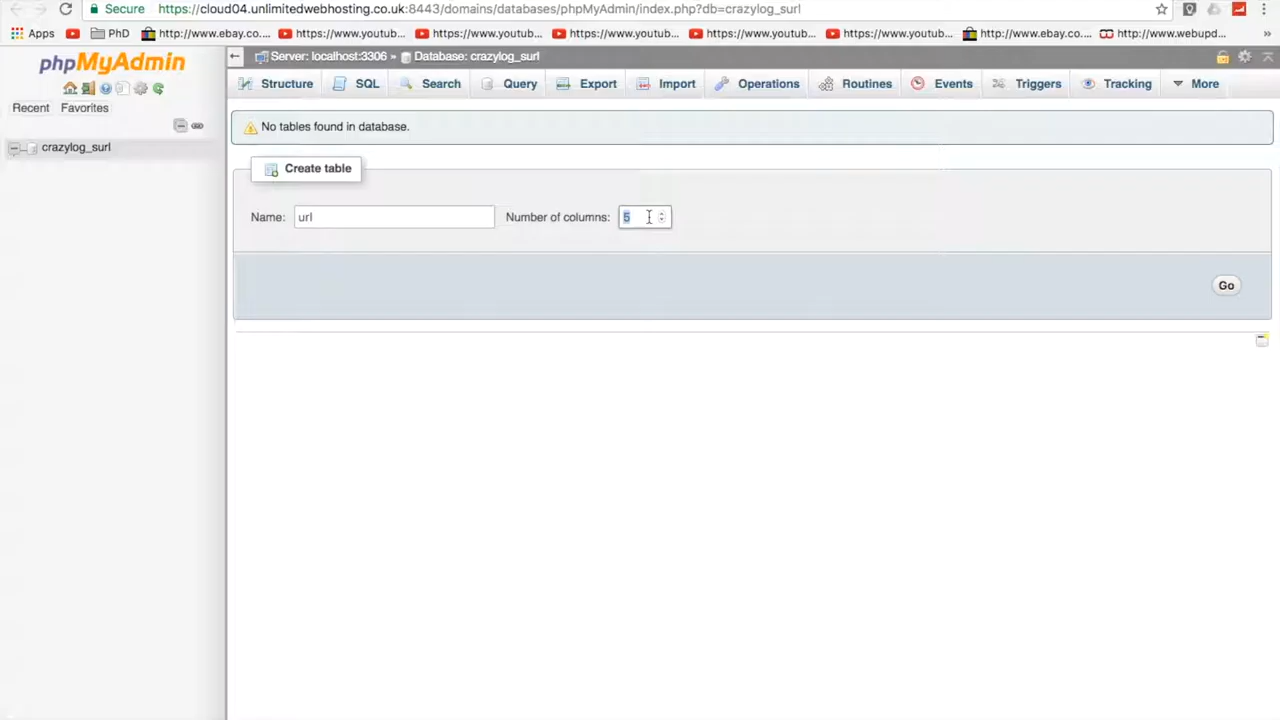 Secure https://cloud04.unlimitedwebhosting.co.uk:8443/domains/databases/phpMyAdmin/index.php?db=crazylog_surl
Apps PhD http://www.ebay.co.... https://www.youtub... https://www.youtub... https://www.youtub... https://www.youtub... https://www.youtub... http://www.ebay.co.... http://www.webupd... »
phpMyAdmin
Server: localhost:3306 » Database: crazylog_surl
Structure SQL Search Query Export Import Operations Routines Events Triggers Tracking More
Recent Favorites
No tables found in database.
crazylog_surl
Create table
Name: url Number of columns: 5
Go